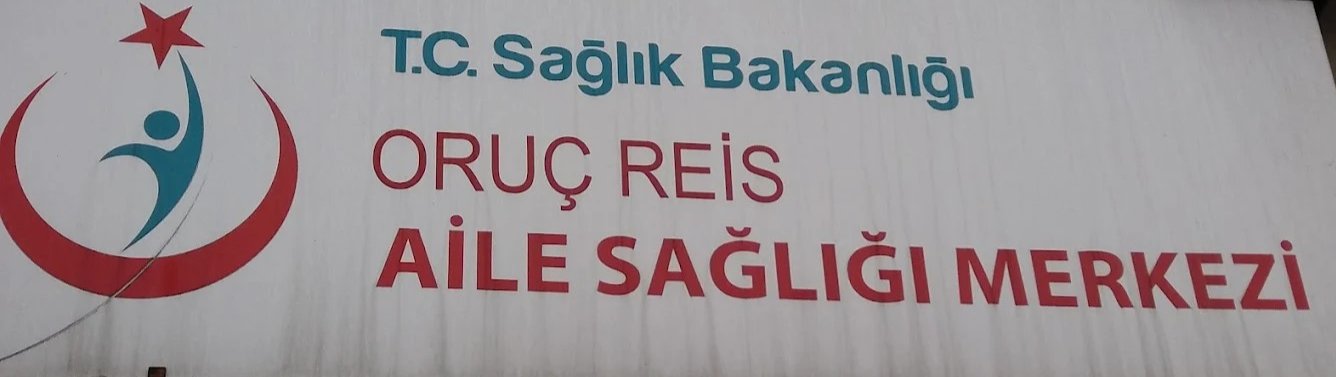 T.C. Sağlık Bakanlığı
ORUÇ REİS
AİLE SAĞLIĞI MERKEZİ